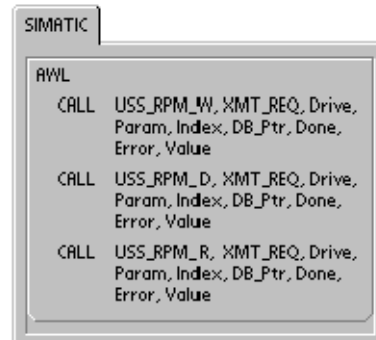 SIMATIC
AWL
CALL USS_RPM_W, XMT_REQ, Drive,
Param, Index, DB_Ptr, Done,
Error, Value
CALL USS_RPM_D, XMT_REQ, Drive,
Param, Index, DB_Ptr, Done,
Error, Value
CALL USS_RPM_R, XMT_REQ, Drive,
Param, Index, DB_Ptr, Done,
Error, Value